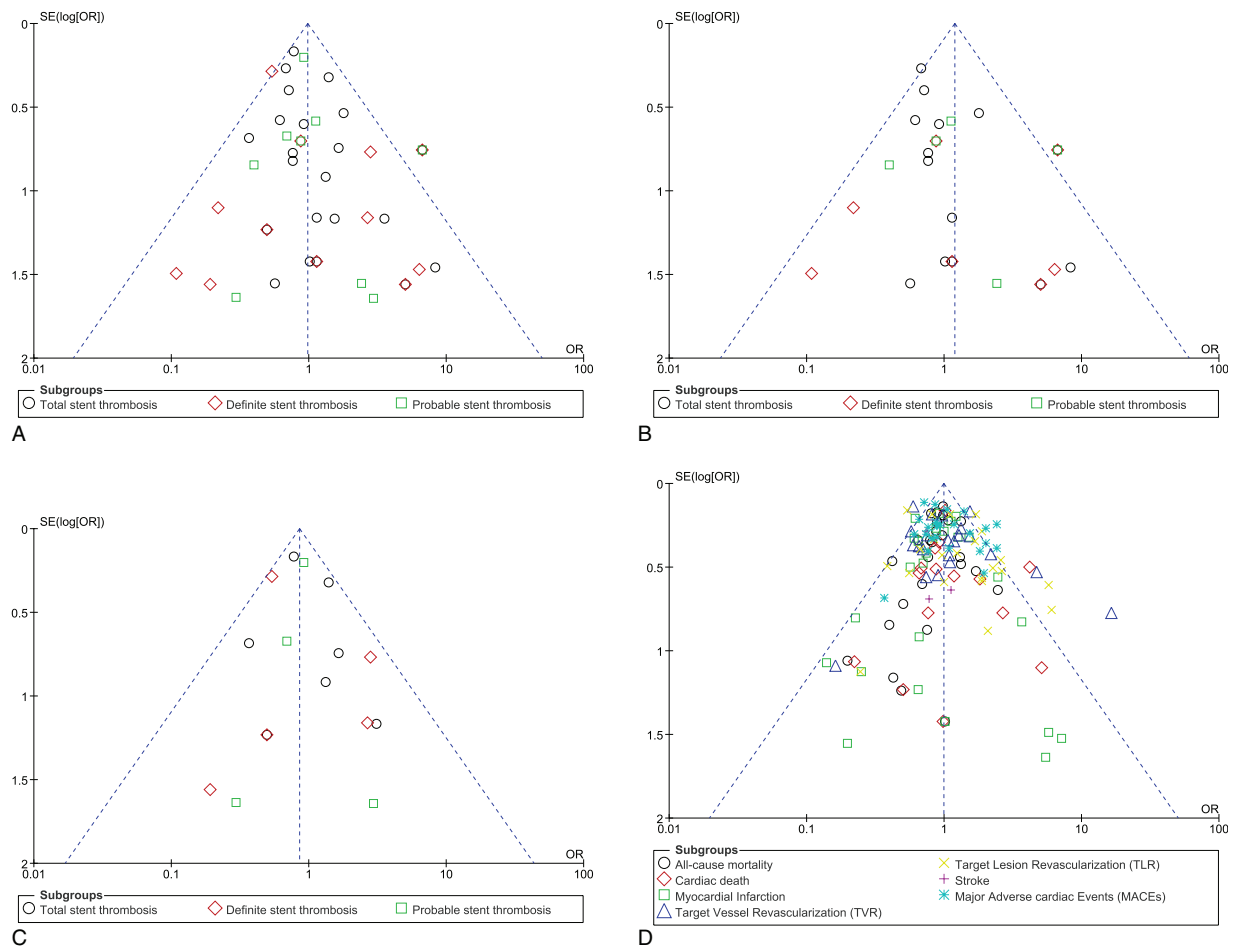 SE(log[OR])
0
0.5
1
1.5
2
OR
0.01 0.1 1 10 100
Subgroups
Total stent thrombosis Definite stent thrombosis Probable stent thrombosis
A
SE(log[OR])
0
0.5
1
1.5
2
OR
0.01 0.1 1 10 100
Subgroups
Total stent thrombosis Definite stent thrombosis Probable stent thrombosis
B
SE(log[OR])
0
0.5
1
1.5
2
OR
0.01 0.1 1 10 100
Subgroups
Total stent thrombosis Definite stent thrombosis Probable stent thrombosis
C
SE(log[OR])
0
0.5
1
1.5
2
OR
0.01 0.1 1 10 100
Subgroups
All-cause mortality Target Lesion Revascularization (TLR)
Cardiac death Stroke
Myocardial Infarction Major Adverse cardiac Events (MACEs)
Target Vessel Revascularization (TVR)
D